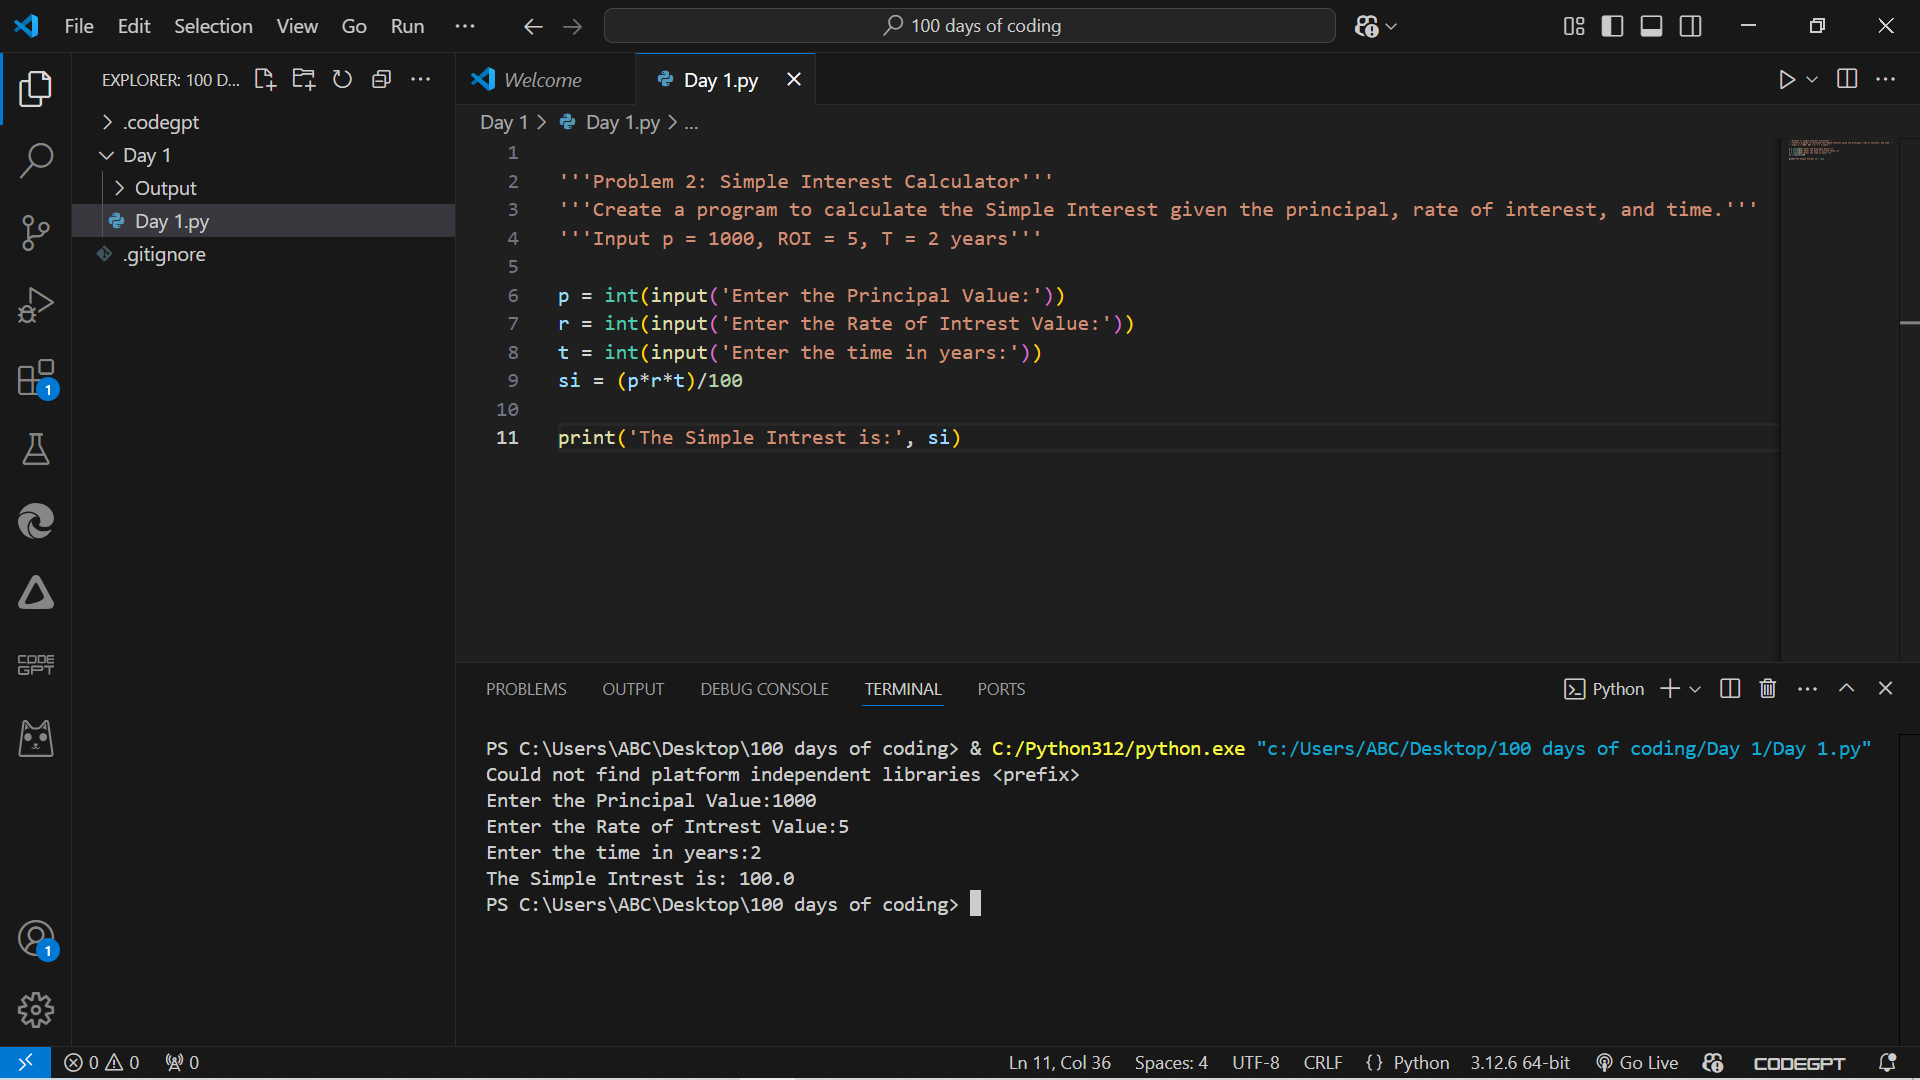 File Edit Selection View Go Run
100 days of coding
EXPLORER: 100 D...
.codegpt
Day 1
Output
Day 1.py
.gitignore
1
CODE
GPT
1
Welcome
Day 1.py
Day 1 > Day 1.py > ...
1
2 '''Problem 2: Simple Interest Calculator'''
3 '''Create a program to calculate the Simple Interest given the principal, rate of interest, and time.'''
4 '''Input p = 1000, ROI = 5, T = 2 years'''
5
6 p = int(input('Enter the Principal Value:'))
7 r = int(input('Enter the Rate of Intrest Value:'))
8 t = int(input('Enter the time in years:'))
9 si = (p*r*t)/100
10
11 print('The Simple Intrest is:', si)
PROBLEMS OUTPUT DEBUG CONSOLE TERMINAL PORTS
Python
PS C:\Users\ABC\Desktop\100 days of coding> & C:/Python312/python.exe "c:/Users/ABC/Desktop/100 days of coding/Day 1/Day 1.py"
Could not find platform independent libraries <prefix>
Enter the Principal Value:1000
Enter the Rate of Intrest Value:5
Enter the time in years:2
The Simple Intrest is: 100.0
PS C:\Users\ABC\Desktop\100 days of coding>
0 0 0
Ln 11, Col 36 Spaces: 4 UTF-8 CRLF {} Python 3.12.6 64-bit Go Live CODEGPT